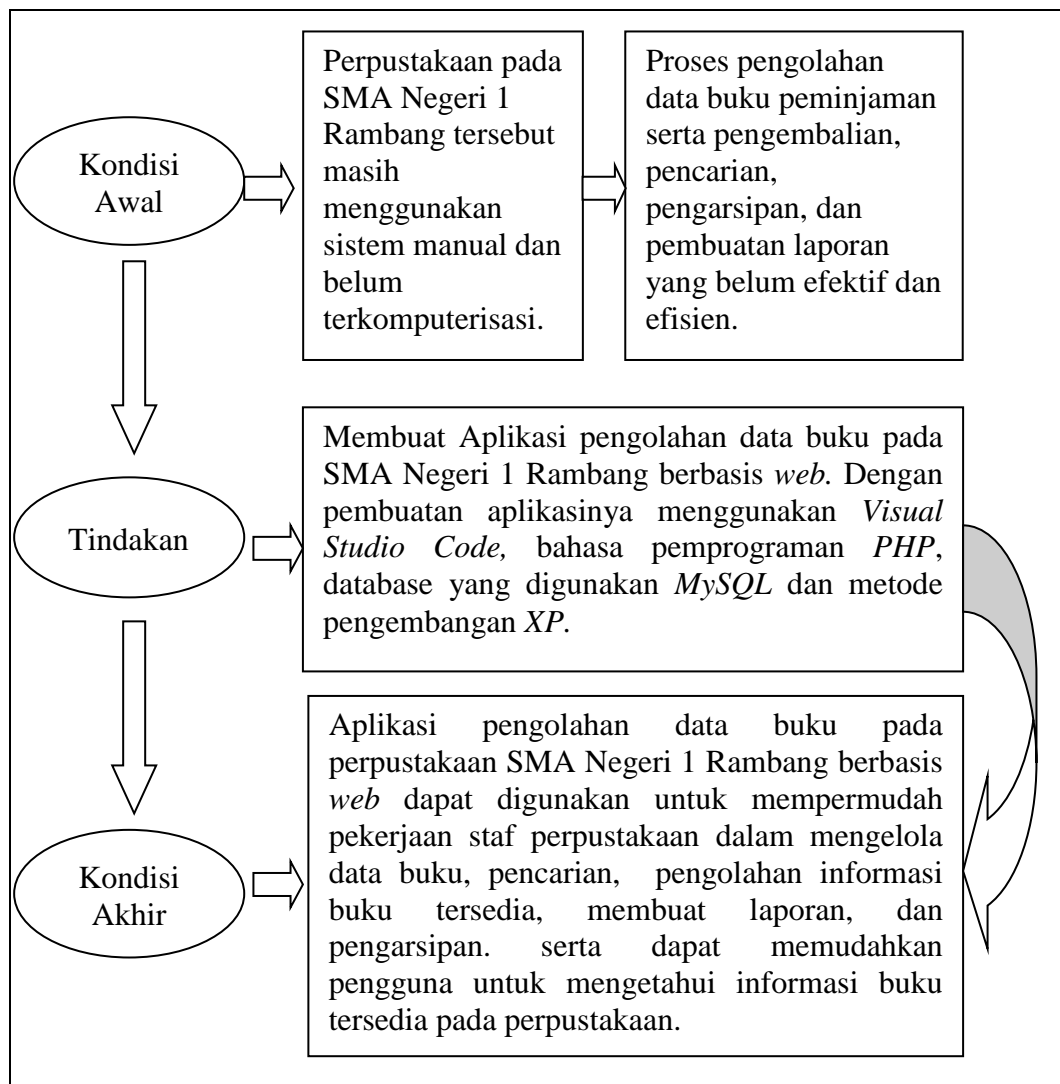 Kondisi
Awal
Perpustakaan pada
SMA Negeri 1
Rambang tersebut
masih
menggunakan
sistem manual dan
belum
terkomputerisasi.
Proses pengolahan
data buku peminjaman
serta pengembalian,
pencarian,
pengarsipan, dan
pembuatan laporan
yang belum efektif dan
efisien.
Tindakan
Membuat Aplikasi pengolahan data buku pada
SMA Negeri 1 Rambang berbasis web. Dengan
pembuatan aplikasinya menggunakan Visual
Studio Code, bahasa pemprograman PHP,
database yang digunakan MySQL dan metode
pengembangan XP.
Kondisi
Akhir
Aplikasi pengolahan data buku pada
perpustakaan SMA Negeri 1 Rambang berbasis
web dapat digunakan untuk mempermudah
pekerjaan staf perpustakaan dalam mengelola
data buku, pencarian, pengolahan informasi
buku tersedia, membuat laporan, dan
pengarsipan. serta dapat memudahkan
pengguna untuk mengetahui informasi buku
tersedia pada perpustakaan.